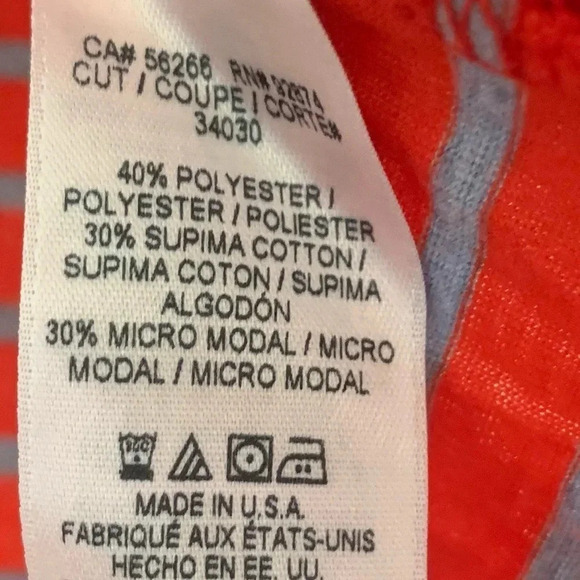 CA# 56266 RN#
CUT / COUPE / CORTE#
34030
40% POLYESTER /
POLYESTER / POLIESTER
30% SUPIMA COTTON /
SUPIMA COTON / SUPIMA
ALGODÓN
30% MICRO MODAL / MICRO
MODAL / MICRO MODAL
MADE IN U.S.A.
FABRIQUÉ AUX ÉTATS-UNIS
HECHO EN EE. UU.